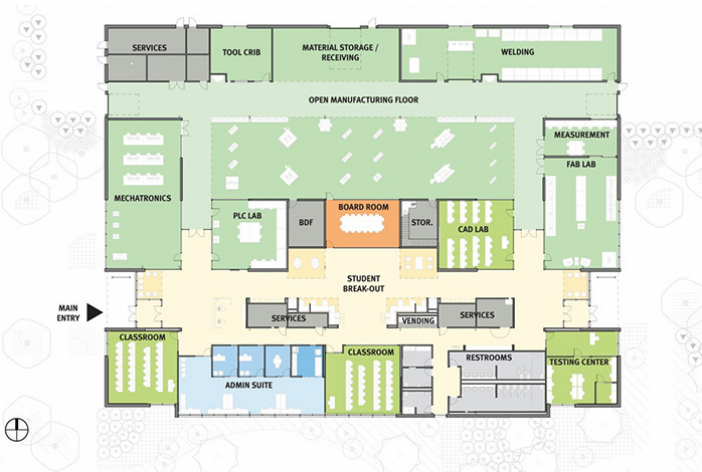 SERVICES
TOOL CRIB
MATERIAL STORAGE /
RECEIVING
WELDING
OPEN MANUFACTURING FLOOR
MEASUREMENT
FAB LAB
MECHATRONICS
PLC LAB
BDF
BOARD ROOM
STOR.
CAD LAB
STUDENT
BREAK-OUT
MAIN
ENTRY
SERVICES
VENDING
SERVICES
CLASSROOM
ADMIN SUITE
CLASSROOM
RESTROOMS
TESTING CENTER